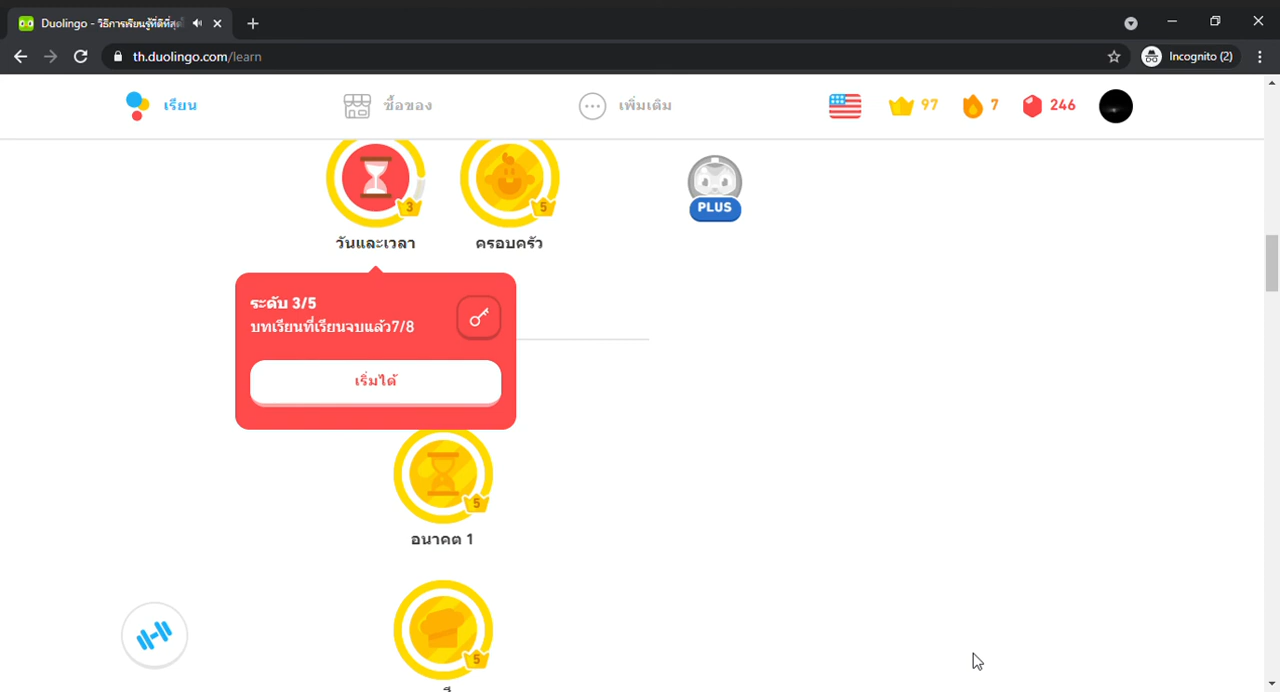 Duolingo - วิธีการเรียนรู้ที่ดีที่สุด
th.duolingo.com/learn
Incognito (2)
เรียน
ซื้อของ
เพิ่มเติม
97
7
246
3
5
PLUS
วันและเวลา
ครอบครัว
ระดับ 3/5
บทเรียนที่เรียนจบแล้ว7/8
เริ่มได้
5
อนาคต 1
5